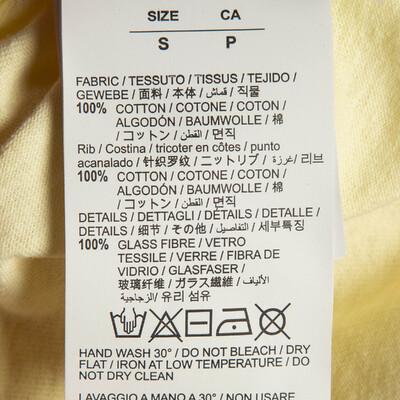 SIZE CA
S P
FABRIC / TESSUTO / TISSUS / TEJIDO /
GEWEBE / 面料 / 本体 / قماش / 직물
100% COTTON / COTONE / COTON /
ALGODÓN / BAUMWOLLE / 棉
/ コットン / القطن / 면직
Rib / Costina / tricoter en côtes / punto
acanalado / 针织罗纹 / ニットリブ / غرزة / 리브
100% COTTON / COTONE / COTON /
ALGODÓN / BAUMWOLLE / 棉
/ コットン / القطن / 면직
DETAILS / DETTAGLI / DÉTAILS / DETALLE /
DETAILS / 细节 / その他 / التفاصيل / 세부특징
100% GLASS FIBRE / VETRO
TESSILE / VERRE / FIBRA DE
VIDRIO / GLASFASER /
玻璃纤维 / ガラス繊維 / الألياف
الزجاجية / 유리 섬유
HAND WASH 30° / DO NOT BLEACH / DRY
FLAT / IRON AT LOW TEMPERATURE / DO
NOT DRY CLEAN
LAVAGGIO A MANO A 30° / NON USARE